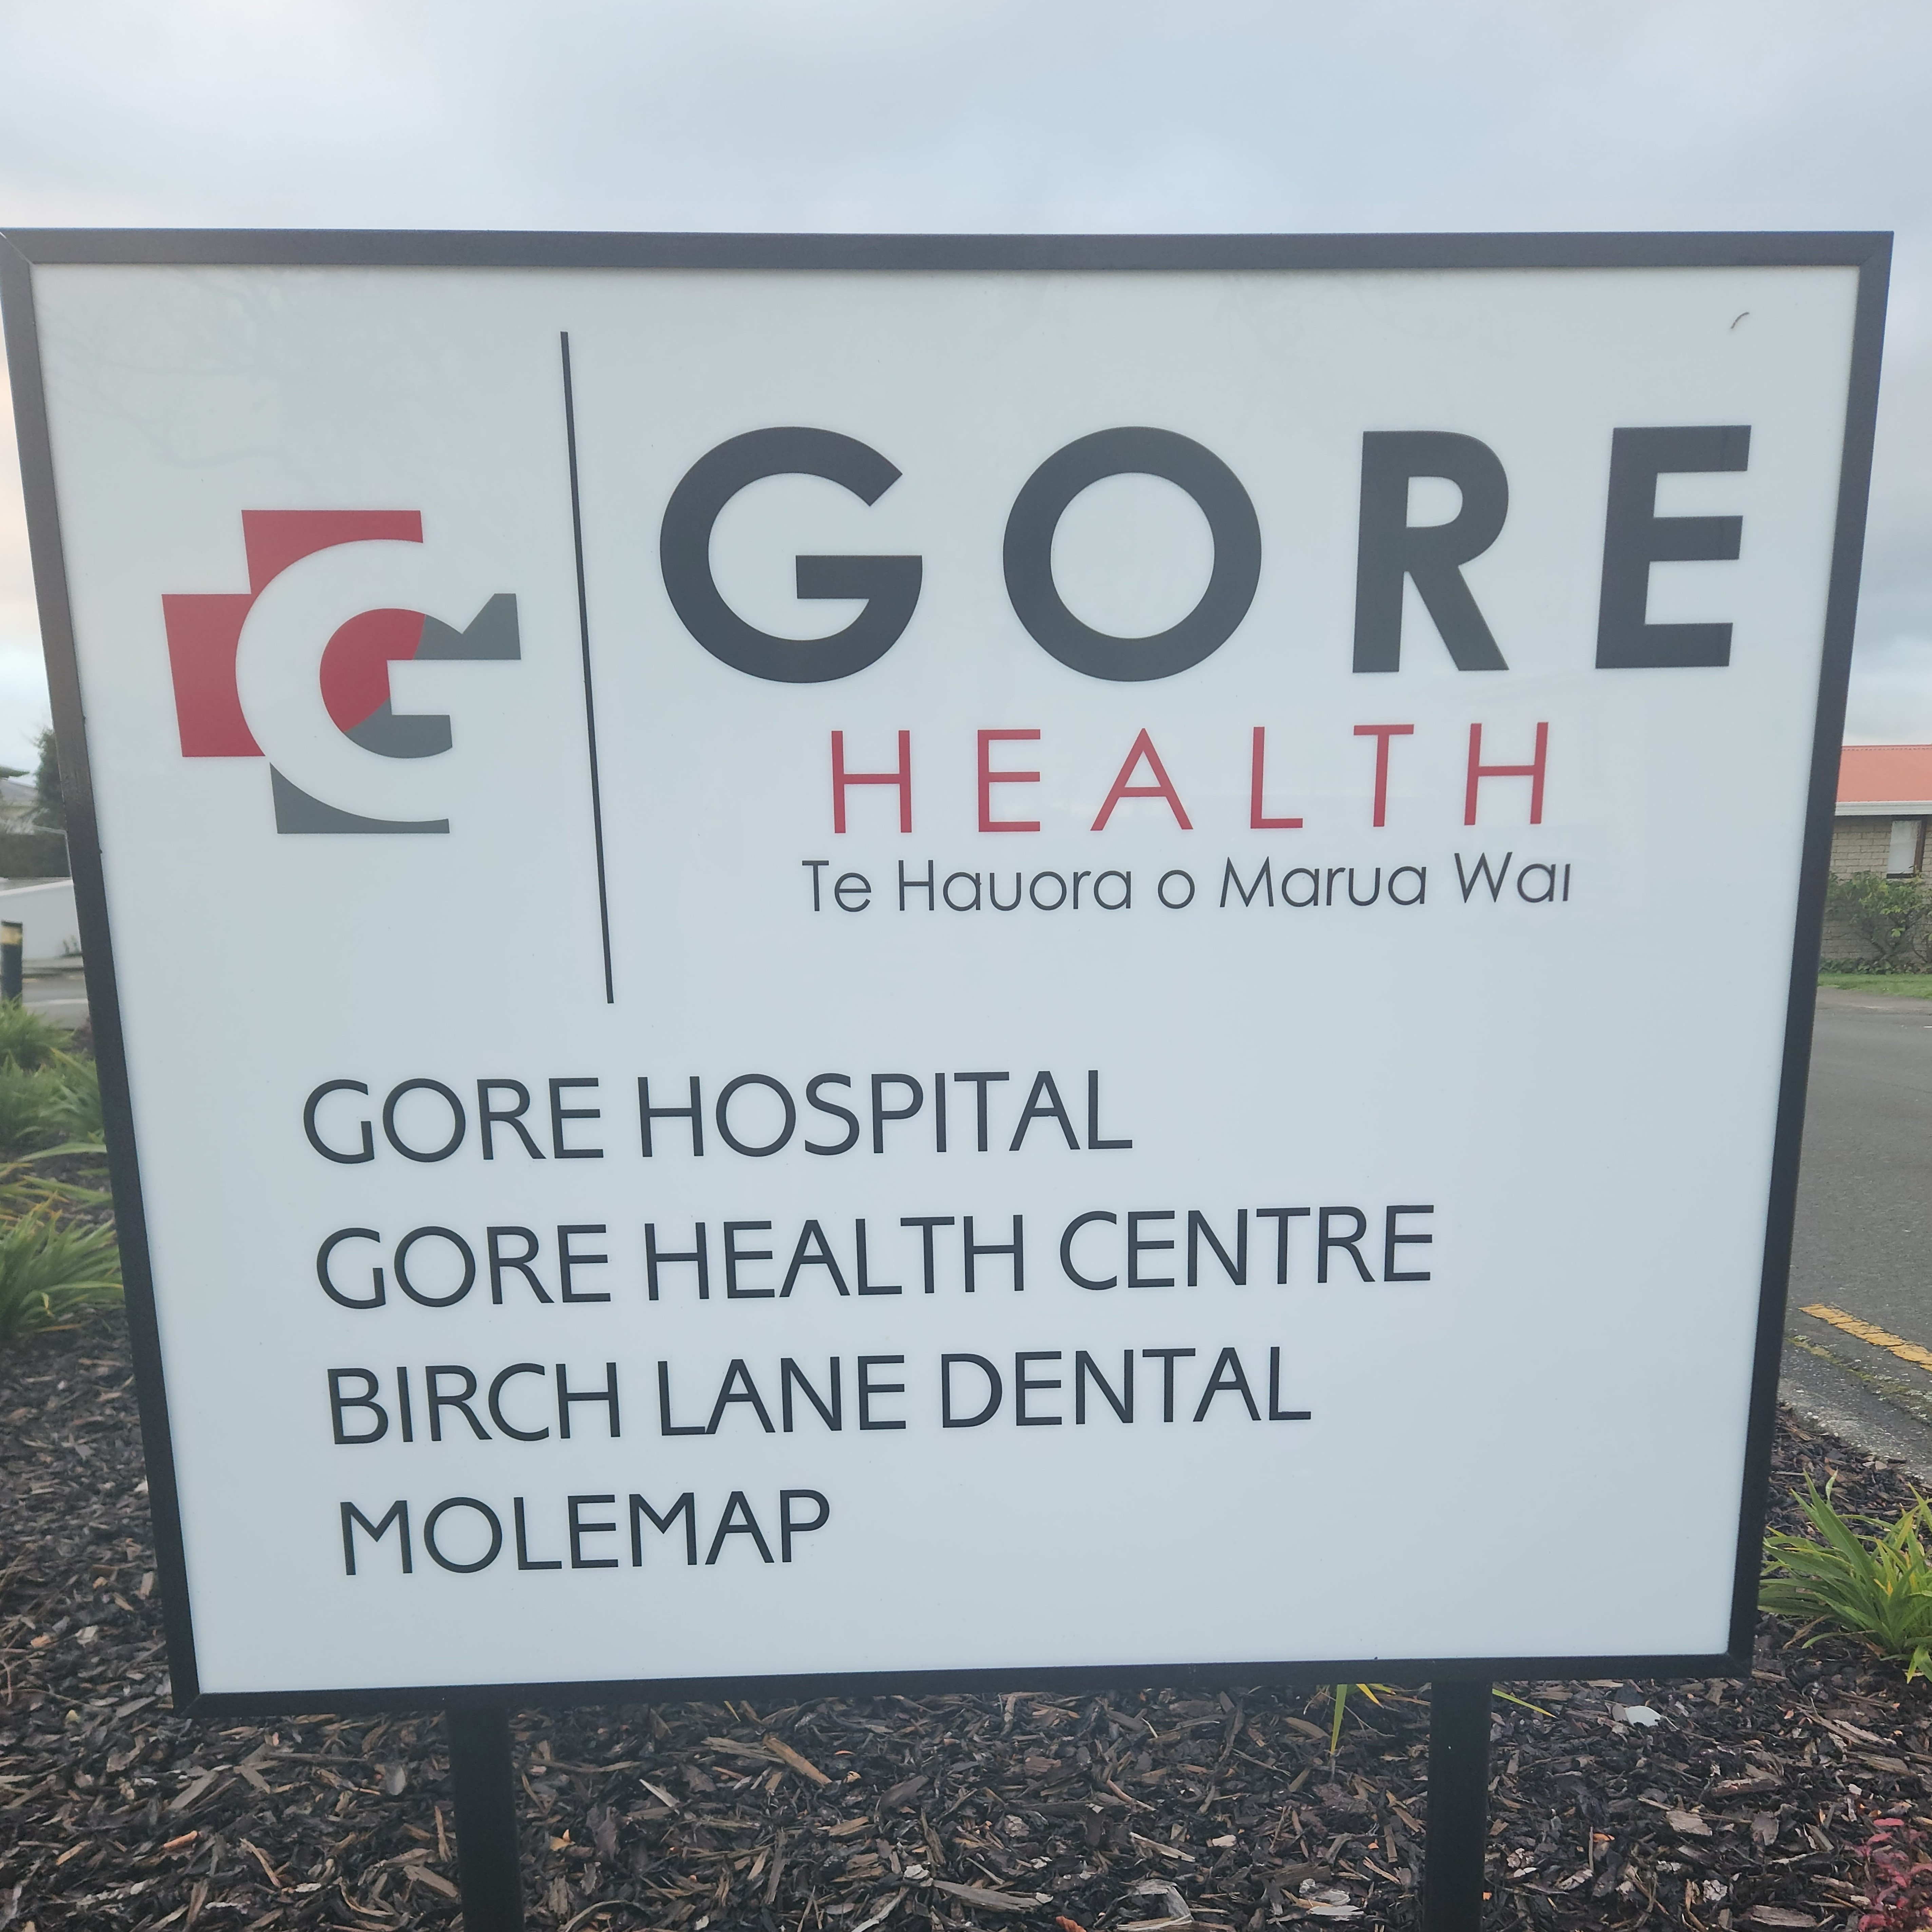 GORE
HEALTH
Te Hauora o Marua Wai
GORE HOSPITAL
GORE HEALTH CENTRE
BIRCH LANE DENTAL
MOLEMAP